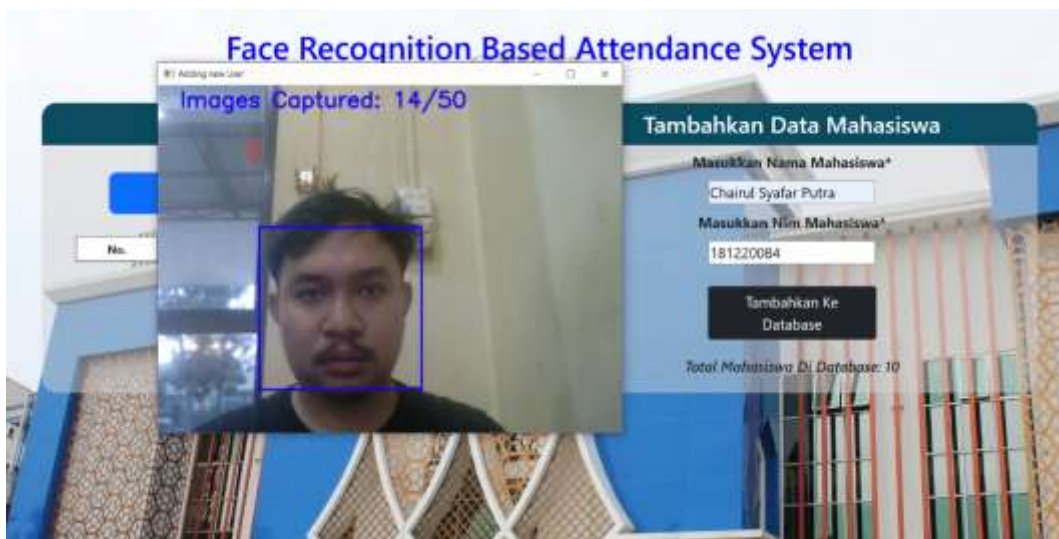 Face Recognition Based Attendance System
Adding new User
Images Captured: 14/50
No.
Tambahkan Data Mahasiswa
Masukkan Nama Mahasiswa*
Chairul Syafar Putra
Masukkan Nim Mahasiswa*
181220084
Tambahkan Ke
Database
Total Mahasiswa Di Database: 10